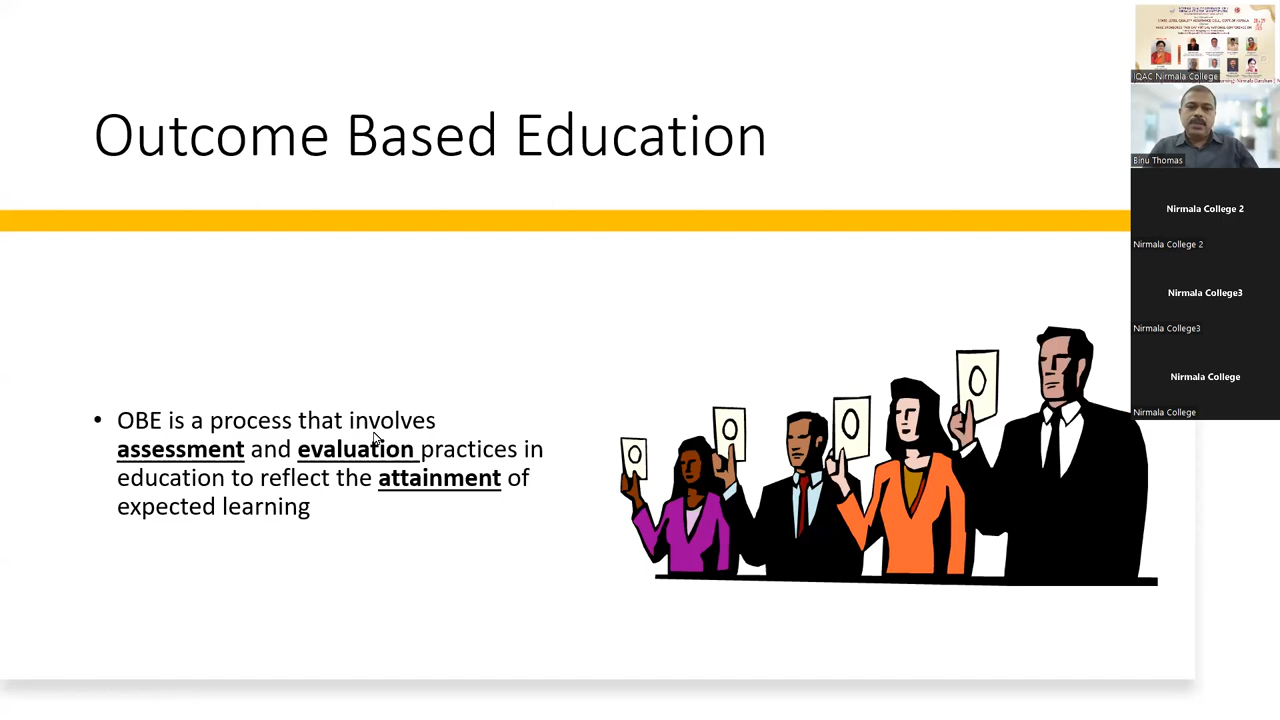 Outcome Based Education
• OBE is a process that involves
assessment and evaluation practices in
education to reflect the attainment of
expected learning
IQAC Nirmala College
Binu Thomas
Nirmala College 2
Nirmala College 2
Nirmala College3
Nirmala College3
Nirmala College
Nirmala College